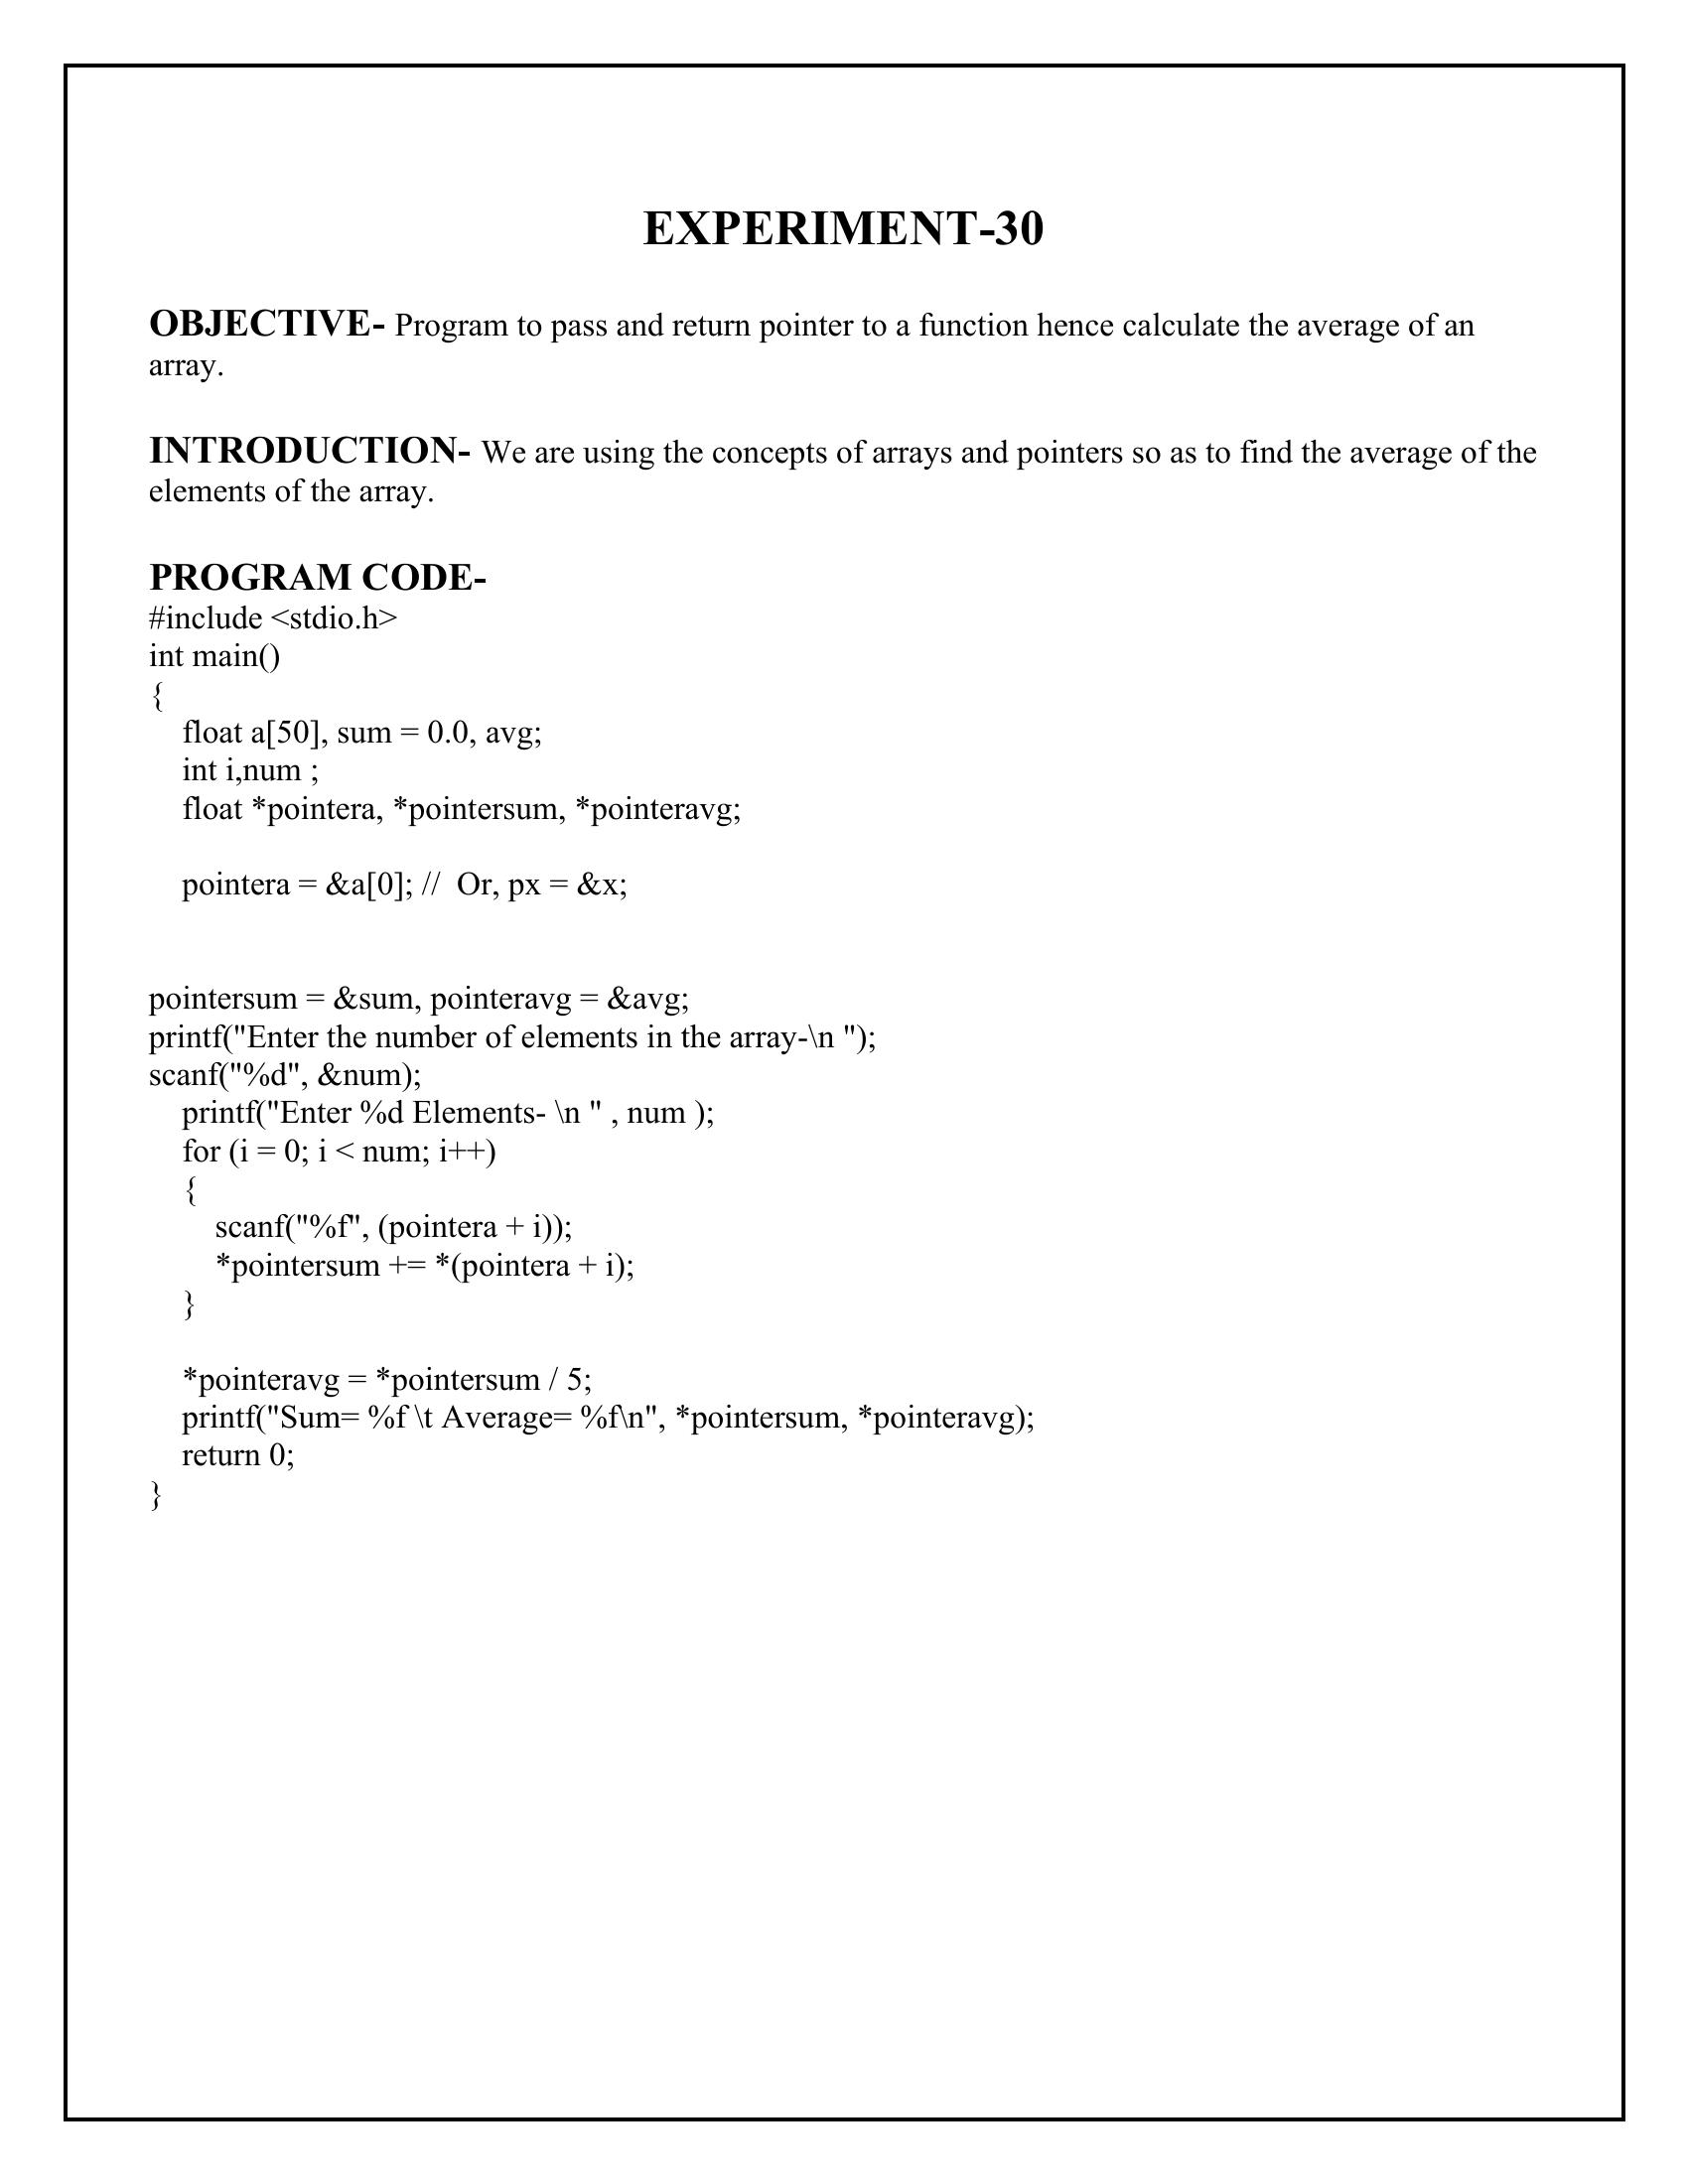 EXPERIMENT-30
OBJECTIVE- Program to pass and return pointer to a function hence calculate the average of an
array.
INTRODUCTION- We are using the concepts of arrays and pointers so as to find the average of the
elements of the array.
PROGRAM CODE-
#include <stdio.h>
int main()
{
    float a[50], sum = 0.0, avg;
    int i,num ;
    float *pointera, *pointersum, *pointeravg;
    pointera = &a[0]; //  Or, px = &x;
pointersum = &sum, pointeravg = &avg;
printf("Enter the number of elements in the array-\n ");
scanf("%d", &num);
    printf("Enter %d Elements- \n " , num );
    for (i = 0; i < num; i++)
    {
        scanf("%f", (pointera + i));
        *pointersum += *(pointera + i);
    }
    *pointeravg = *pointersum / 5;
    printf("Sum= %f \t Average= %f\n", *pointersum, *pointeravg);
    return 0;
}